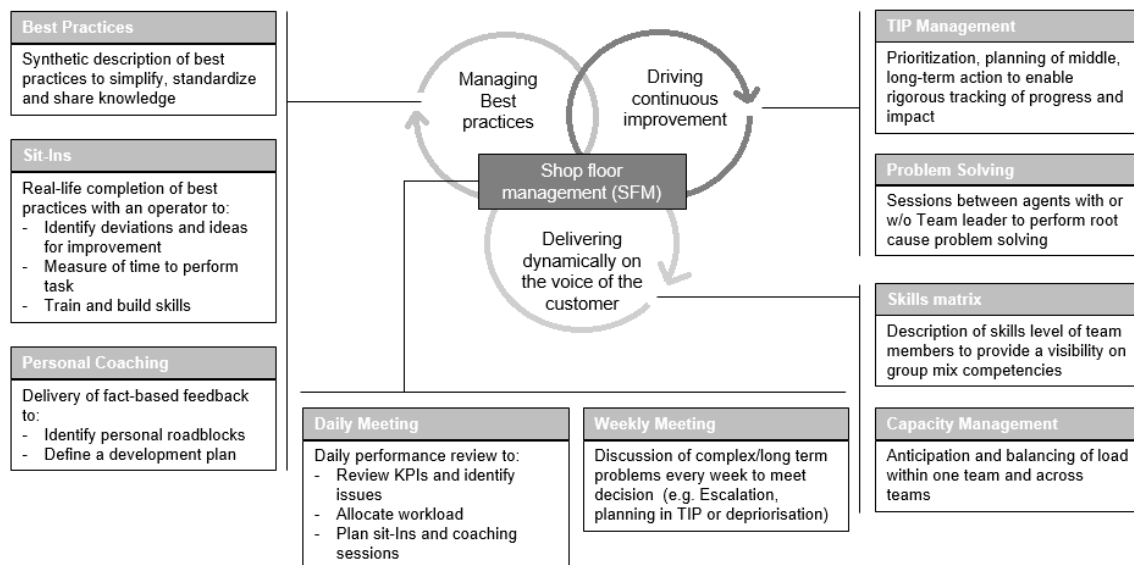 Best Practices
Synthetic description of best
practices to simplify, standardize
and share knowledge
Sit-Ins
Real-life completion of best
practices with an operator to:
- Identify deviations and ideas
for improvement
- Measure of time to perform
task
- Train and build skills
Personal Coaching
Delivery of fact-based feedback
to:
- Identify personal roadblocks
- Define a development plan
Managing
Best
practices
Driving
continuous
improvement
Shop floor
management (SFM)
Delivering
dynamically on
the voice of the
customer
Daily Meeting
Daily performance review to:
- Review KPIs and identify
issues
- Allocate workload
- Plan sit-Ins and coaching
sessions
Weekly Meeting
Discussion of complex/long term
problems every week to meet
decision (e.g. Escalation,
planning in TIP or depriorisation)
TIP Management
Prioritization, planning of middle,
long-term action to enable
rigorous tracking of progress and
impact
Problem Solving
Sessions between agents with or
w/o Team leader to perform root
cause problem solving
Skills matrix
Description of skills level of team
members to provide a visibility on
group mix competencies
Capacity Management
Anticipation and balancing of load
within one team and across
teams